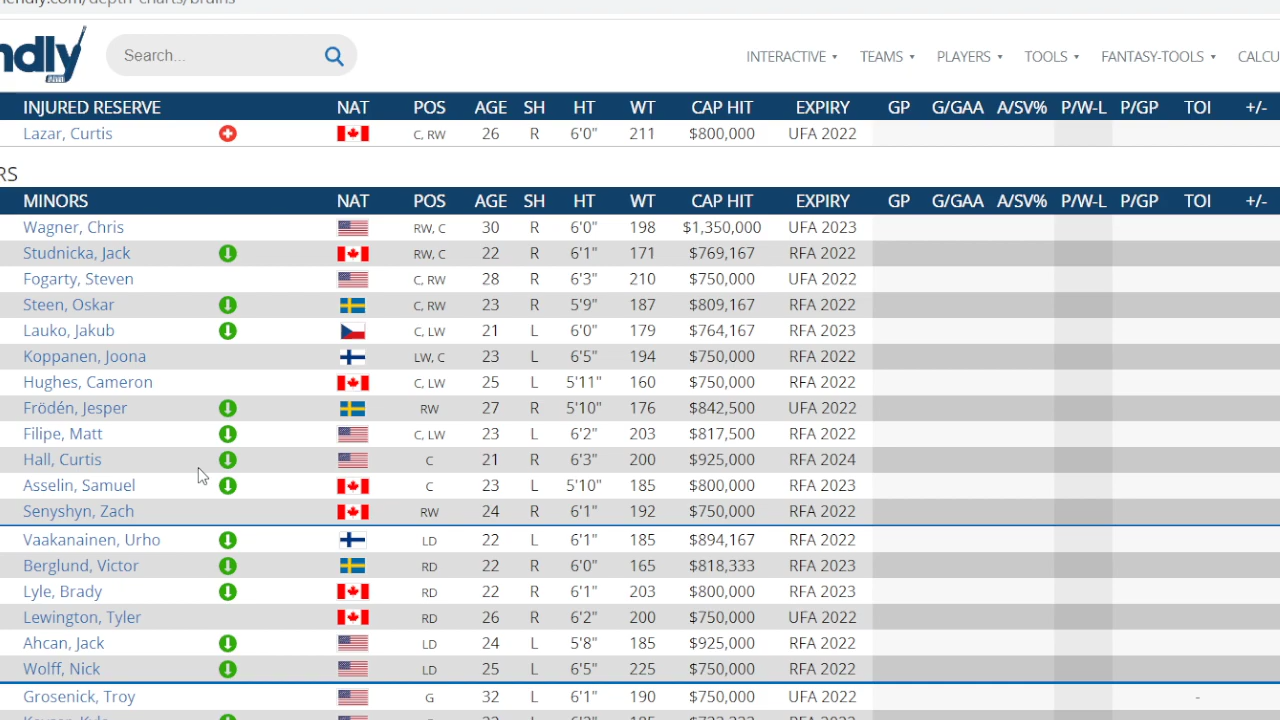 endly.com/depth-charts/bruins
ndly
Search...
INTERACTIVE TEAMS PLAYERS TOOLS FANTASY-TOOLS CALCU
INJURED RESERVE NAT POS AGE SH HT WT CAP HIT EXPIRY GP G/GAA A/SV% P/W-L P/GP TOI +/-
Lazar, Curtis C, RW 26 R 6'0" 211 $800,000 UFA 2022
RS
MINORS NAT POS AGE SH HT WT CAP HIT EXPIRY GP G/GAA A/SV% P/W-L P/GP TOI +/-
Wagner, Chris RW, C 30 R 6'0" 198 $1,350,000 UFA 2023
Studnicka, Jack RW, C 22 R 6'1" 171 $769,167 RFA 2022
Fogarty, Steven C, RW 28 R 6'3" 210 $750,000 UFA 2022
Steen, Oskar C, RW 23 R 5'9" 187 $809,167 RFA 2022
Lauko, Jakub C, LW 21 L 6'0" 179 $764,167 RFA 2023
Koppanen, Joona LW, C 23 L 6'5" 194 $750,000 RFA 2022
Hughes, Cameron C, LW 25 L 5'11" 160 $750,000 RFA 2022
Frödén, Jesper RW 27 R 5'10" 176 $842,500 UFA 2022
Filipe, Matt C, LW 23 L 6'2" 203 $817,500 RFA 2022
Hall, Curtis C 21 R 6'3" 200 $925,000 RFA 2024
Asselin, Samuel C 23 L 5'10" 185 $800,000 RFA 2023
Senyshyn, Zach RW 24 R 6'1" 192 $750,000 RFA 2022
Vaakanainen, Urho LD 22 L 6'1" 185 $894,167 RFA 2022
Berglund, Victor RD 22 R 6'0" 165 $818,333 RFA 2023
Lyle, Brady RD 22 R 6'1" 203 $800,000 RFA 2023
Lewington, Tyler RD 26 R 6'2" 200 $750,000 UFA 2022
Ahcan, Jack LD 24 L 5'8" 185 $925,000 RFA 2022
Wolff, Nick LD 25 L 6'5" 225 $750,000 RFA 2022
Grosenick, Troy G 32 L 6'1" 190 $750,000 UFA 2022 -